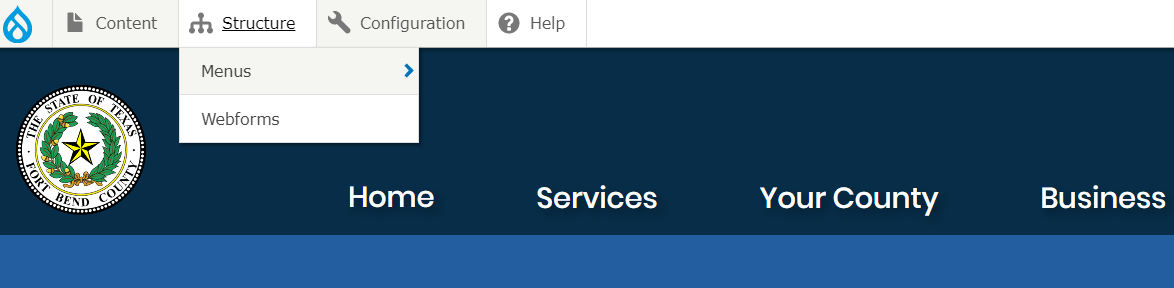 Content Structure Configuration Help
Menus
Webforms
THE STATE OF TEXAS
FORT BEND COUNTY
Home Services Your County Business